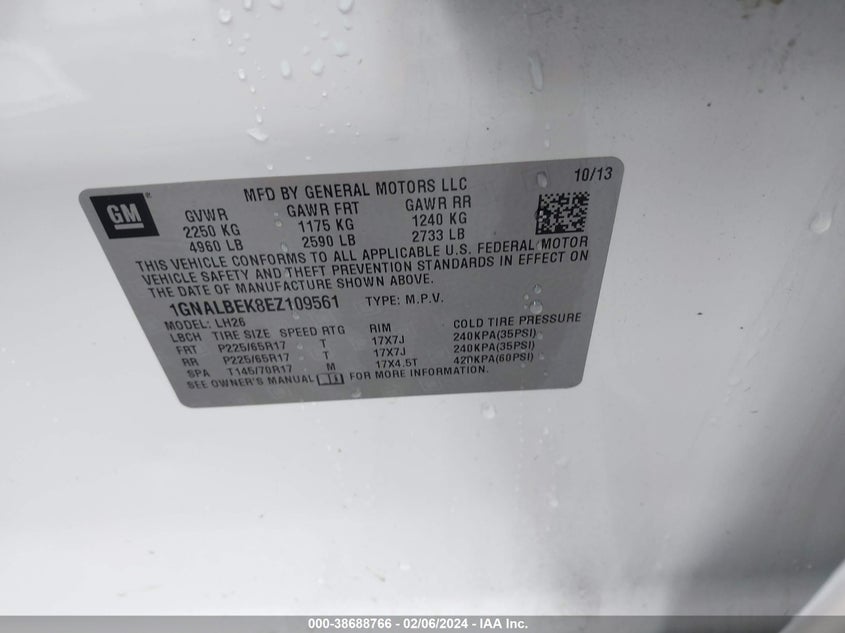 10/13
GM
MFD BY GENERAL MOTORS LLC
GVWR GAWR FRT GAWR RR
2250 KG 1175 KG 1240 KG
4960 LB 2590 LB 2733 LB
THIS VEHICLE CONFORMS TO ALL APPLICABLE U.S. FEDERAL MOTOR
VEHICLE SAFETY AND THEFT PREVENTION STANDARDS IN EFFECT ON
THE DATE OF MANUFACTURE SHOWN ABOVE.
1GNALBEK8EZ109561 TYPE: M.P.V.
MODEL: LH26
LBCH TIRE SIZE SPEED RTG RIM COLD TIRE PRESSURE
FRT P225/65R17 T 17X7J 240KPA(35PSI)
RR P225/65R17 T 17X7J 240KPA(35PSI)
SPA T145/70R17 M 17X4.5T 420KPA(60PSI)
SEE OWNER'S MANUAL FOR MORE INFORMATION.
000-38688766 - 02/06/2024 - IAA Inc.